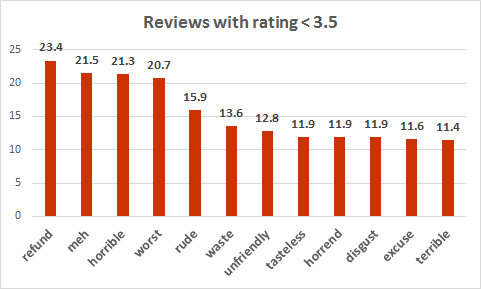 Reviews with rating < 3.5
25
20
15
10
5
0
23.4
21.5
21.3
20.7
15.9
13.6
12.8
11.9
11.9
11.9
11.6
11.4
refund
meh
horrible
worst
rude
waste
unfriendly
tasteless
horrend
disgust
excuse
terrible